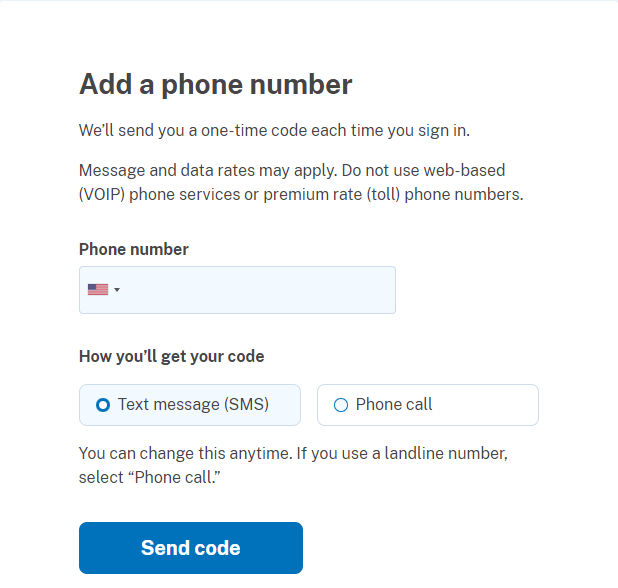 Add a phone number
We’ll send you a one-time code each time you sign in.
Message and data rates may apply. Do not use web-based
(VOIP) phone services or premium rate (toll) phone numbers.
Phone number
How you’ll get your code
Text message (SMS)
Phone call
You can change this anytime. If you use a landline number,
select “Phone call.”
Send code